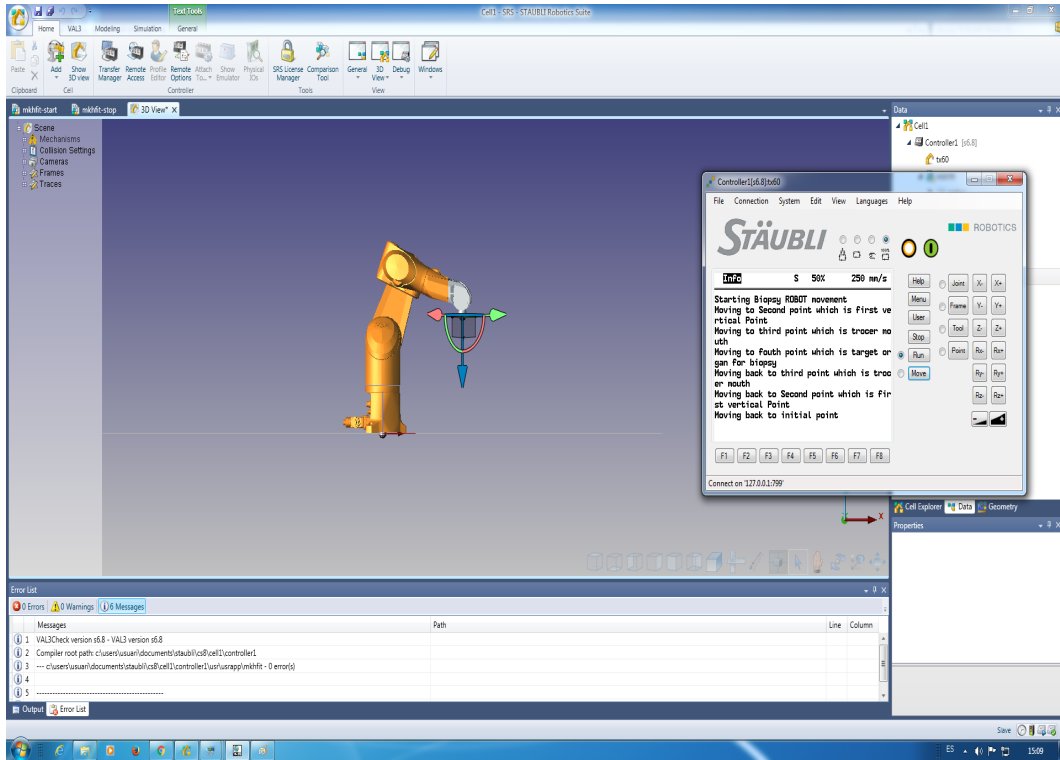 Text Tools
Cell1 - SRS - STAUBLI Robotics Suite
Home VAL3 Modeling Simulation General
Paste
Add
Show 3D view
Transfer Manager
Remote Access
Profile Editor
Remote Options
Attach To...
Show Emulator
Physical IOs
SRS License Manager
Comparison Tool
General
3D View
Debug
Windows
Clipboard Cell Controller Tools View
mkhfit-start mkhfit-stop 3D View* X
Scene
Mechanisms
Collision Settings
Cameras
Frames
Traces
Data
Cell1
Controller1 [s6.8]
tx60
Controller1[s6.8]:tx60
File Connection System Edit View Languages Help
STÄUBLI
ROBOTICS
Info S 50% 250 mm/s
Starting Biopsy ROBOT movement
Moving to Second point which is first ve
rtical Point
Moving to third point which is trocer mo
uth
Moving to fouth point which is target or
gan for biopsy
Moving back to third point which is troc
er mouth
Moving back to Second point which is fir
st vertical Point
Moving back to initial point
Help Joint X- X+
Menu Frame Y- Y+
User
Tool Z- Z+
Stop
Run Point Rx- Rx+
Move Ry- Ry+
Rz- Rz+
- +
F1 F2 F3 F4 F5 F6 F7 F8
Connect on '127.0.0.1:799'
X
Cell Explorer Data Geometry
Properties
Error List
0 Errors 0 Warnings 6 Messages
Messages Path Line Column
1 VAL3Check version s6.8 - VAL3 version s6.8
2 Compiler root path: c:\users\usuari\documents\staubli\cs8\cell1\controller1
3 --- c:\users\usuari\documents\staubli\cs8\cell1\controller1\usr\usrapp\mkhfit - 0 error(s)
4
5 --------------------------------------------------
Output Error List
Slave
ES 15:09